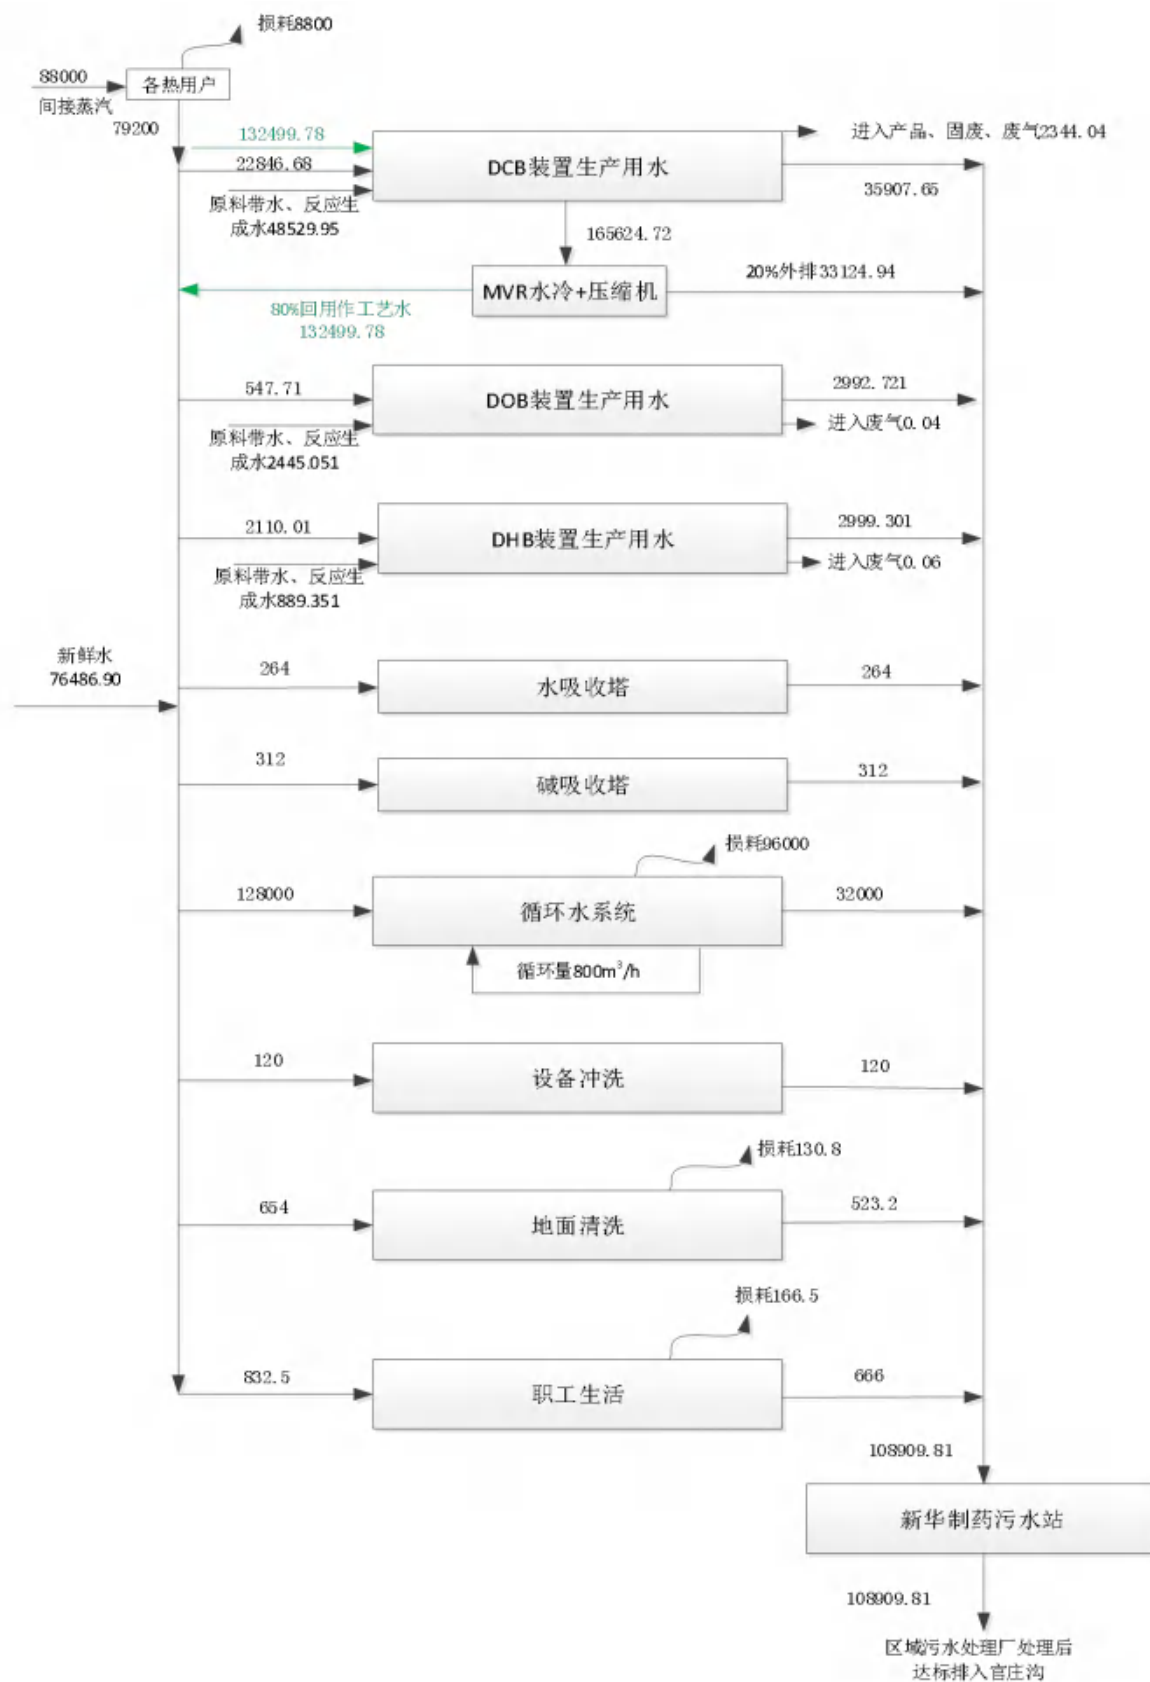 损耗8800
88000
间接蒸汽
各热用户
79200
132499.78
22846.68
原料带水、反应生
成水48529.95
DCB装置生产用水
进入产品、固废、废气2344.04
35907.65
165624.72
MVR水冷+压缩机
20%外排33124.94
80%回用作工艺水
132499.78
547.71
原料带水、反应生
成水2445.051
DOB装置生产用水
2992.721
进入废气0.04
2110.01
原料带水、反应生
成水889.351
DHB装置生产用水
2999.301
进入废气0.06
新鲜水
76486.90
264
水吸收塔
264
312
碱吸收塔
312
损耗96000
128000
循环水系统
32000
循环量800m³/h
120
设备冲洗
120
损耗130.8
654
地面清洗
523.2
损耗166.5
832.5
职工生活
666
108909.81
新华制药污水站
108909.81
区域污水处理厂处理后
达标排入官庄沟